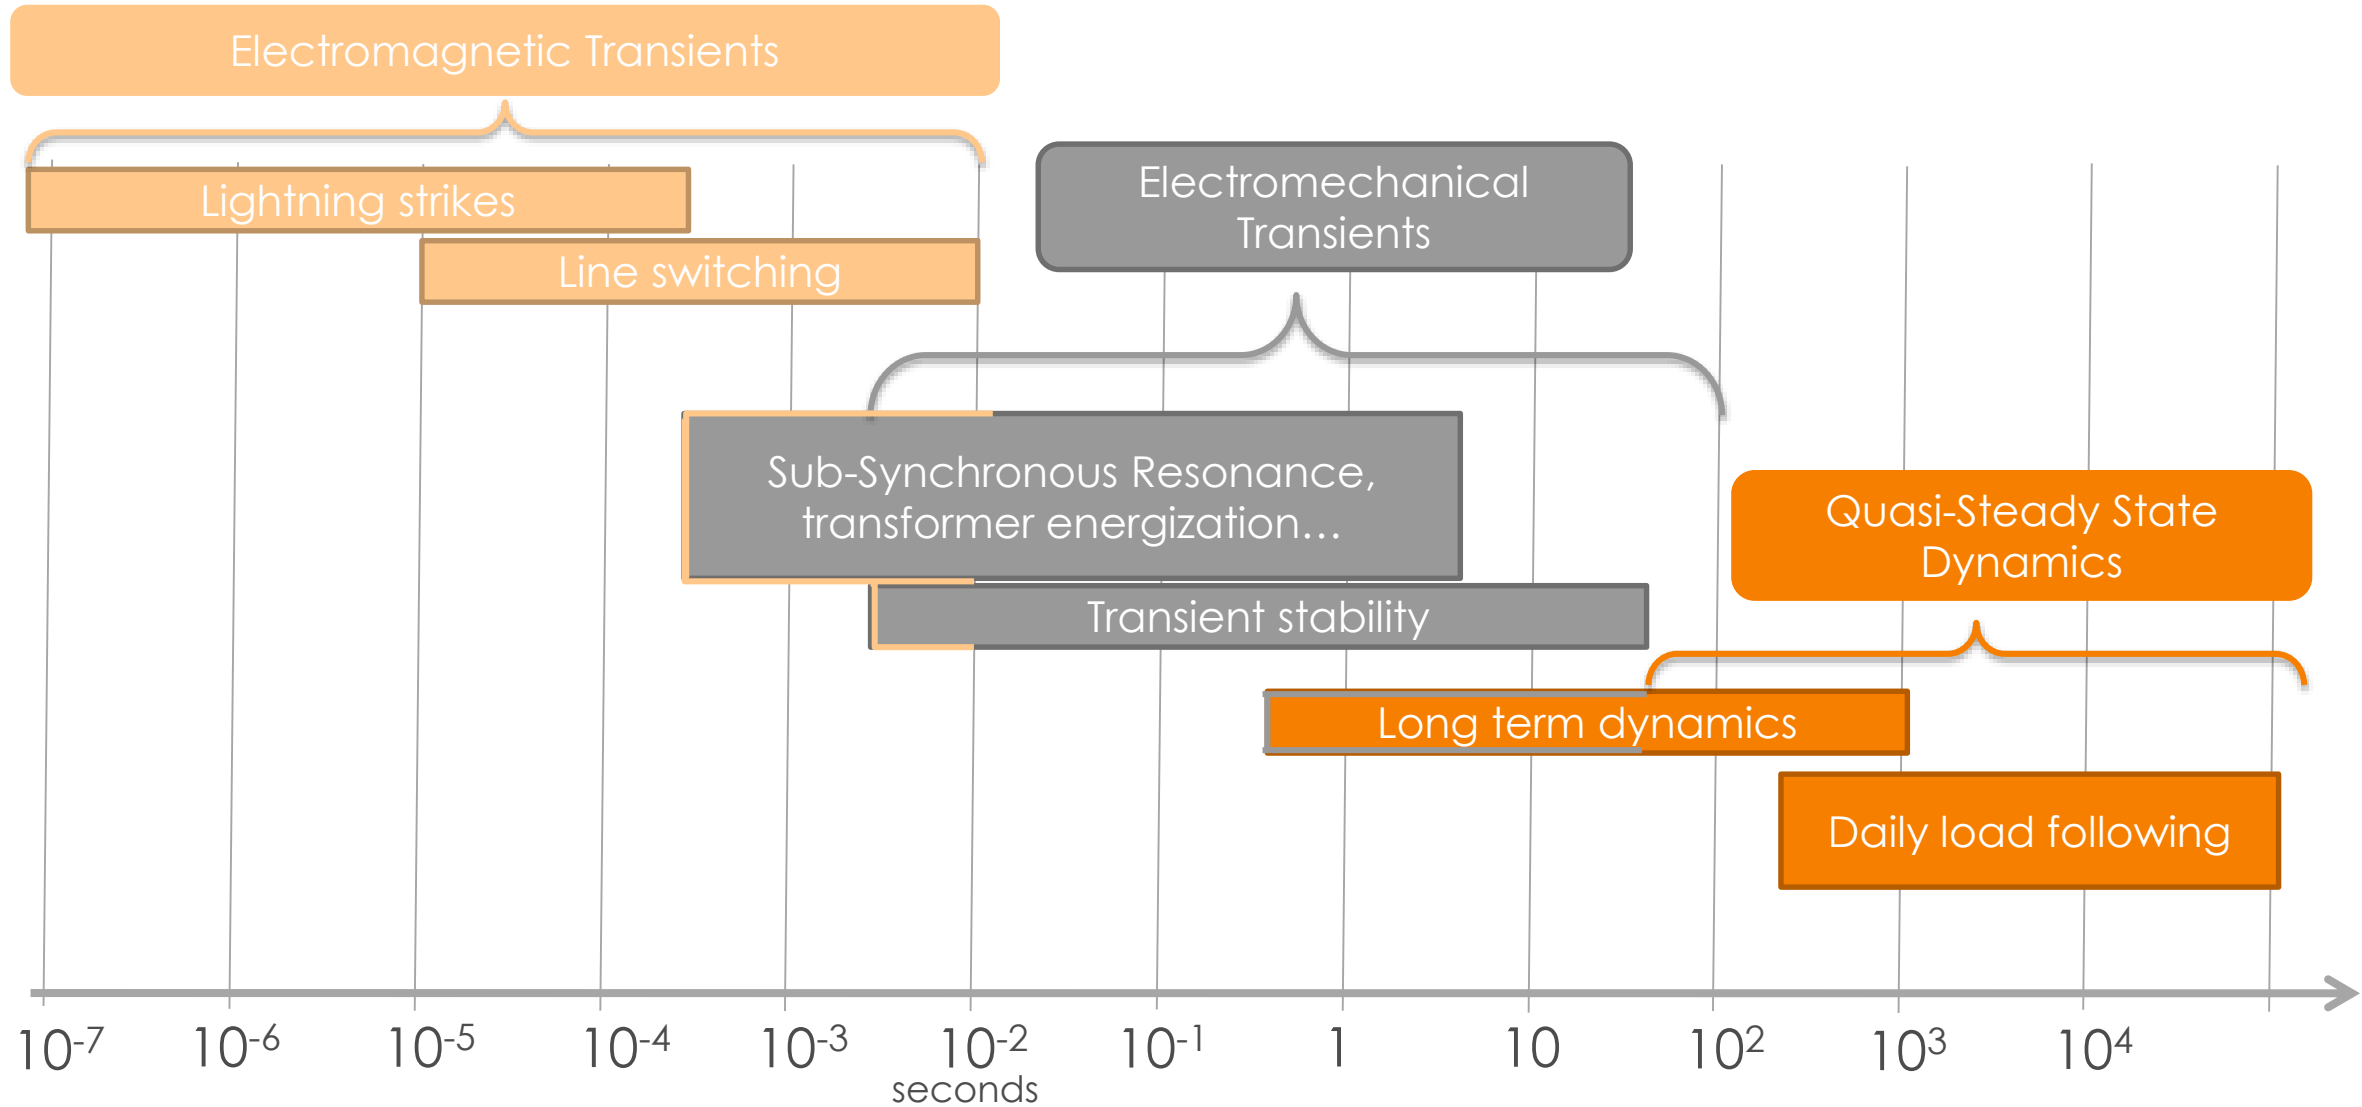 Electromagnetic Transients
Lightning strikes
Line switching
Electromechanical
Transients
Sub-Synchronous Resonance,
transformer energization…
Transient stability
Quasi-Steady State
Dynamics
Long term dynamics
Daily load following
10⁻⁷ 10⁻⁶ 10⁻⁵ 10⁻⁴ 10⁻³ 10⁻² 10⁻¹ 1 10 10² 10³ 10⁴
seconds